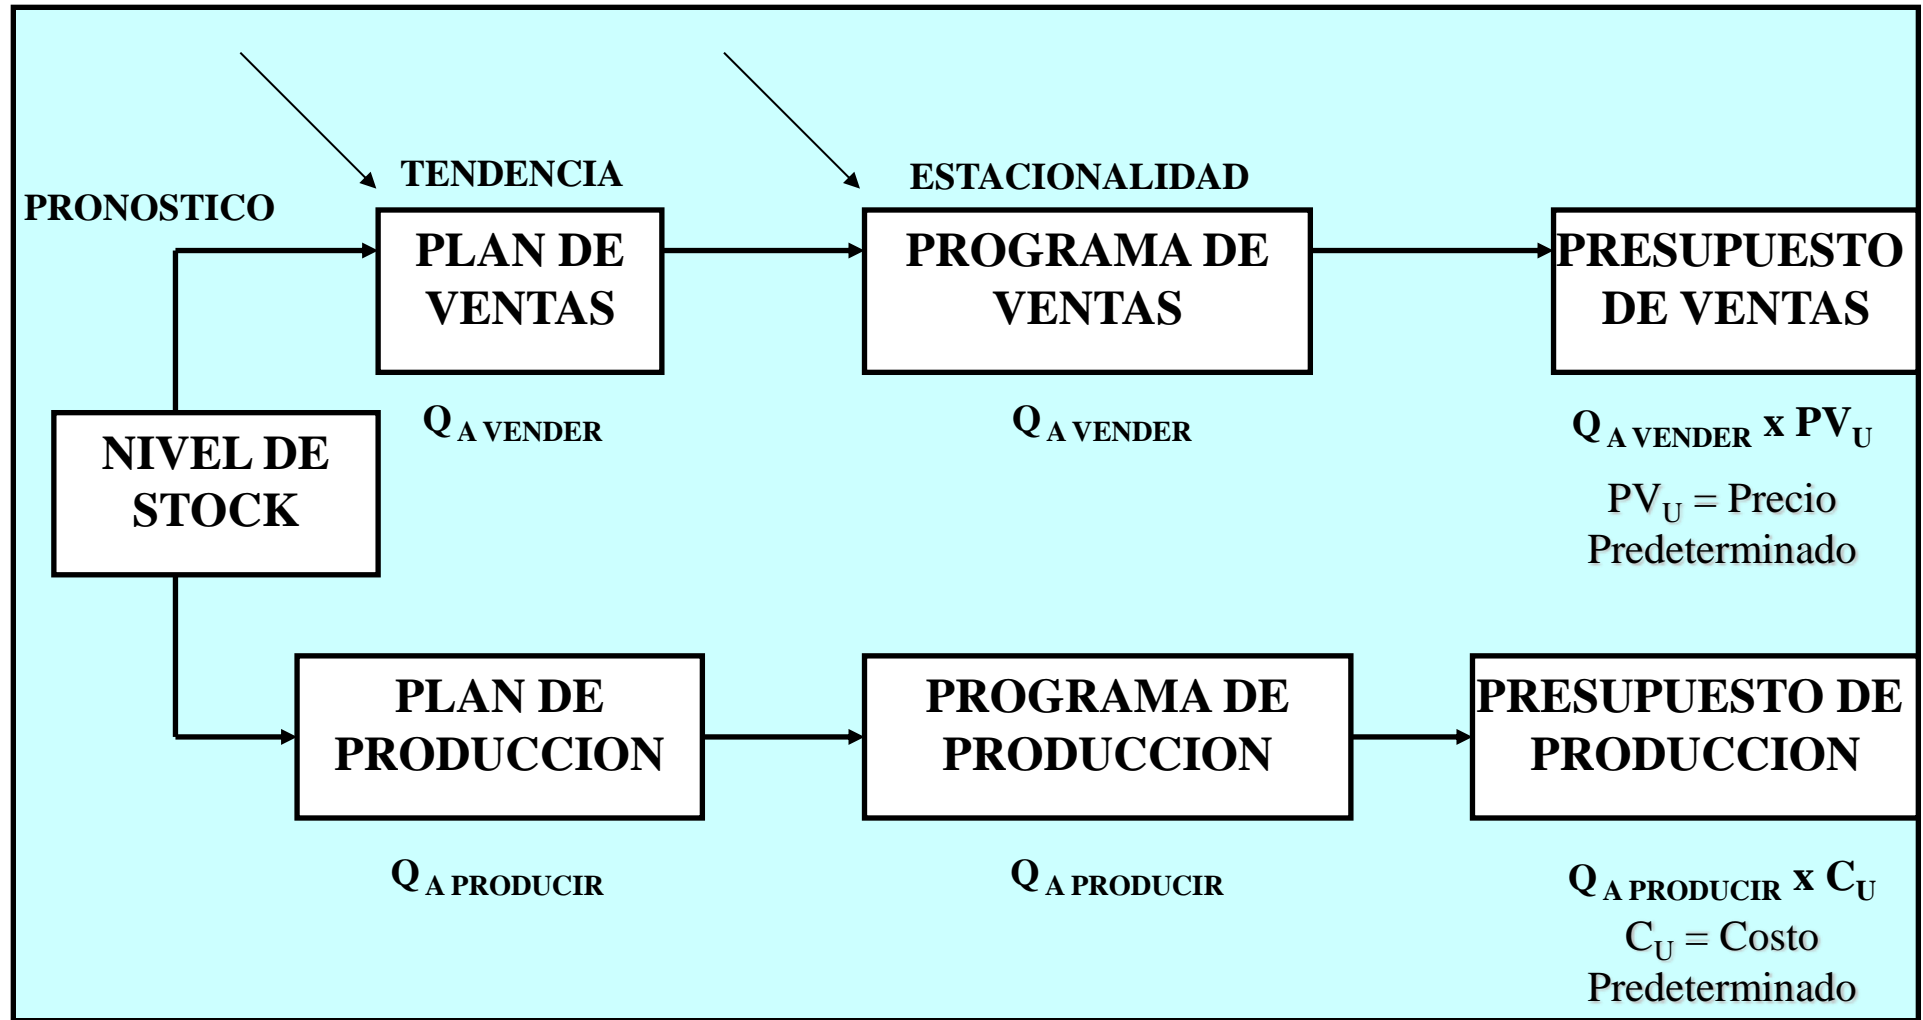 TENDENCIA
ESTACIONALIDAD
PRONOSTICO
PLAN DE
VENTAS
PROGRAMA DE
VENTAS
PRESUPUESTO
DE VENTAS
Q A VENDER
Q A VENDER
Q A VENDER x PVU
PVU = Precio
Predeterminado
NIVEL DE
STOCK
PLAN DE
PRODUCCION
PROGRAMA DE
PRODUCCION
PRESUPUESTO DE
PRODUCCION
Q A PRODUCIR
Q A PRODUCIR
Q A PRODUCIR x CU
CU = Costo
Predeterminado